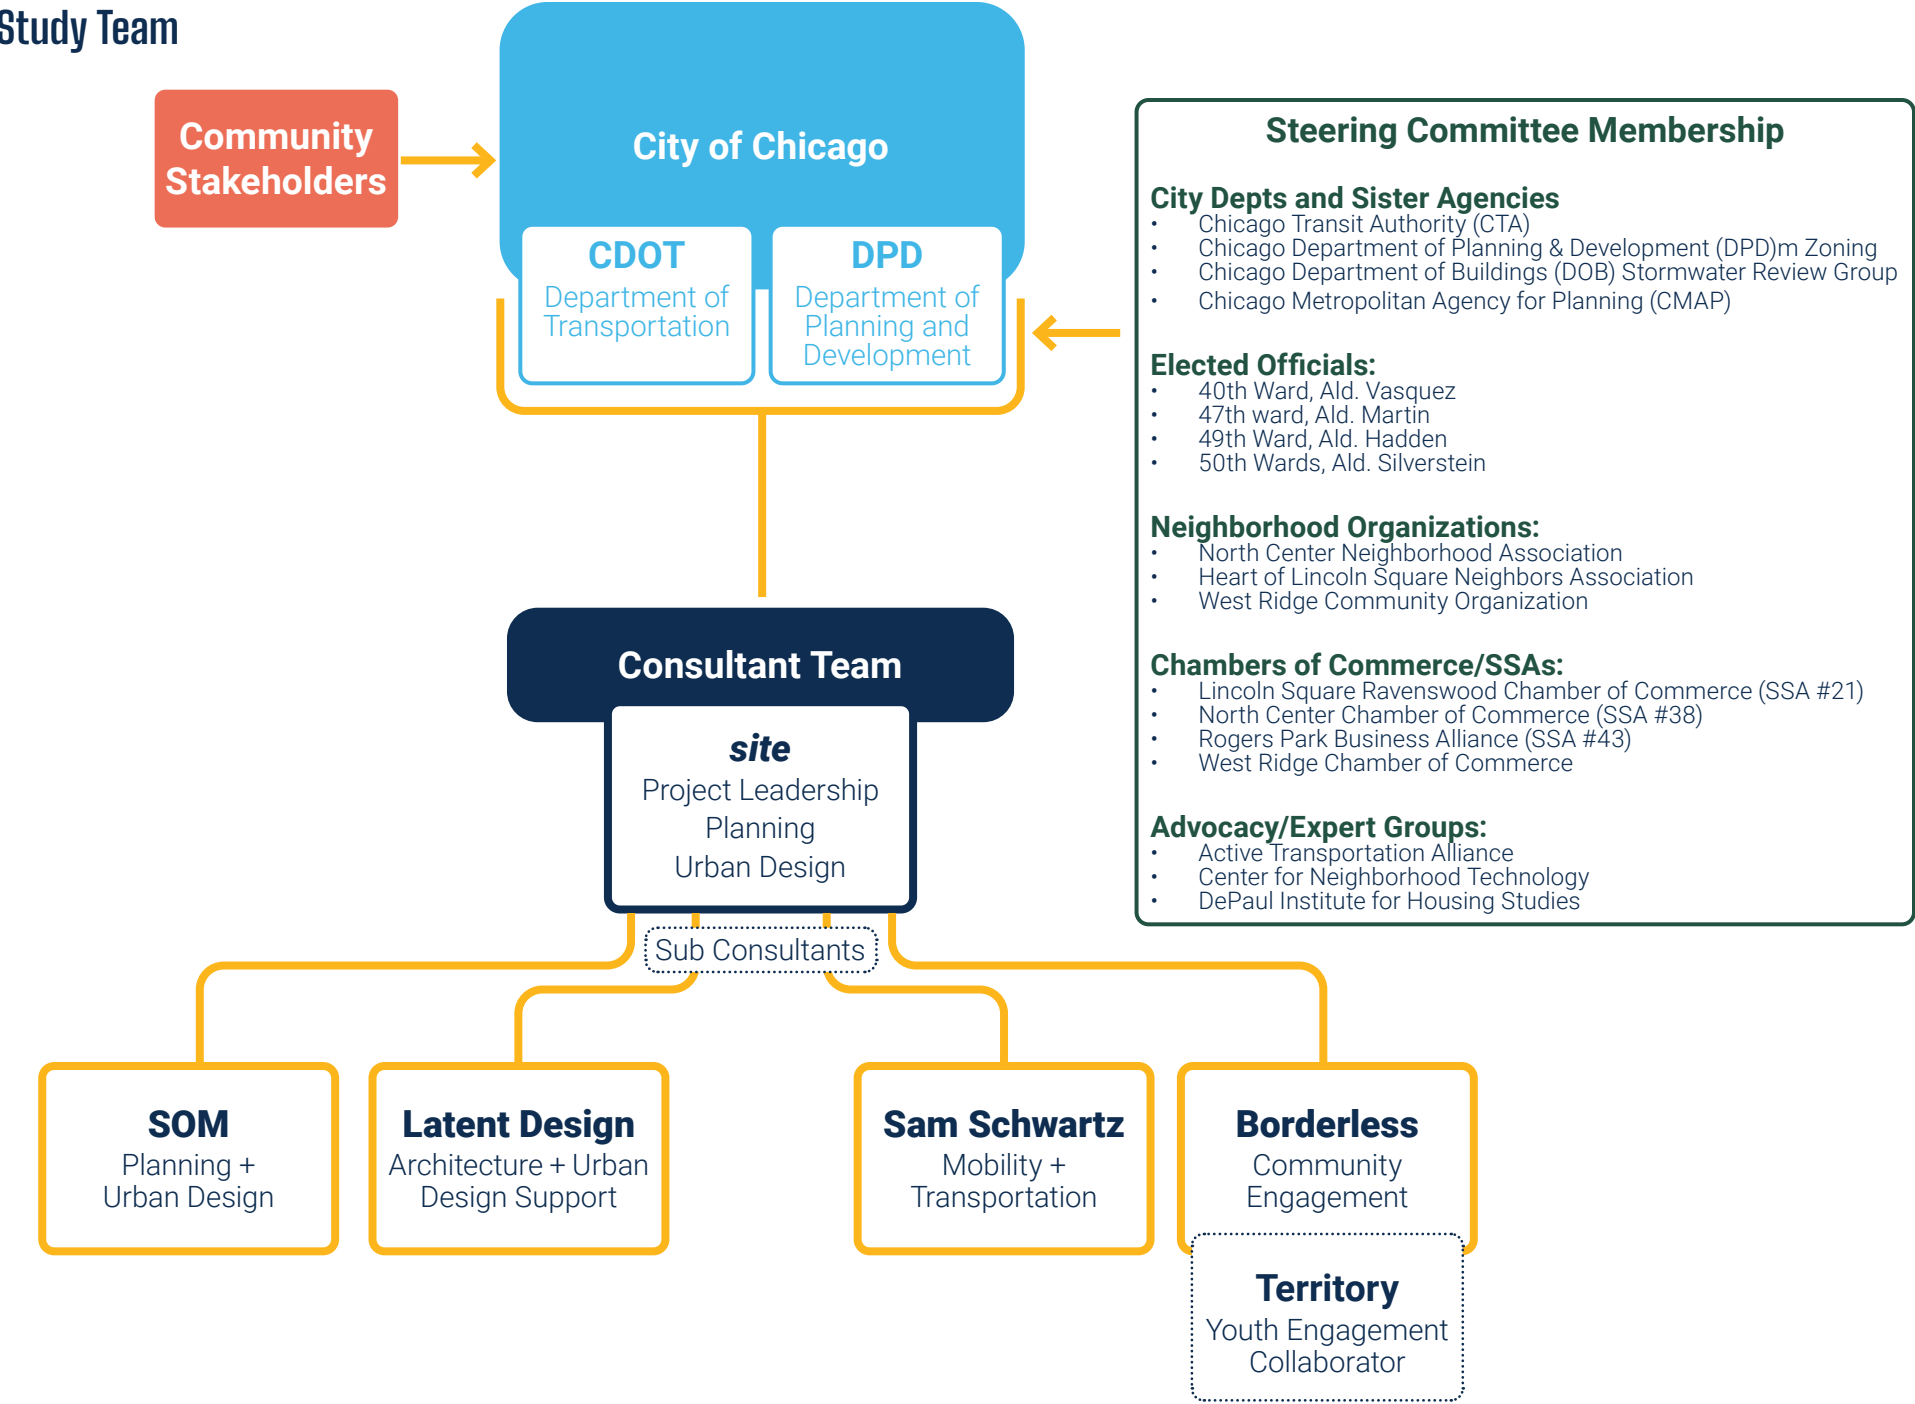 Study Team
Community
Stakeholders
City of Chicago
CDOT
Department of
Transportation
DPD
Department of
Planning and
Development
Steering Committee Membership
City Depts and Sister Agencies
• Chicago Transit Authority (CTA)
• Chicago Department of Planning & Development (DPD)m Zoning
• Chicago Department of Buildings (DOB) Stormwater Review Group
• Chicago Metropolitan Agency for Planning (CMAP)
Elected Officials:
• 40th Ward, Ald. Vasquez
• 47th ward, Ald. Martin
• 49th Ward, Ald. Hadden
• 50th Wards, Ald. Silverstein
Neighborhood Organizations:
• North Center Neighborhood Association
• Heart of Lincoln Square Neighbors Association
• West Ridge Community Organization
Chambers of Commerce/SSAs:
• Lincoln Square Ravenswood Chamber of Commerce (SSA #21)
• North Center Chamber of Commerce (SSA #38)
• Rogers Park Business Alliance (SSA #43)
• West Ridge Chamber of Commerce
Advocacy/Expert Groups:
• Active Transportation Alliance
• Center for Neighborhood Technology
• DePaul Institute for Housing Studies
Consultant Team
site
Project Leadership
Planning
Urban Design
Sub Consultants
SOM
Planning +
Urban Design
Latent Design
Architecture + Urban
Design Support
Sam Schwartz
Mobility +
Transportation
Borderless
Community
Engagement
Territory
Youth Engagement
Collaborator